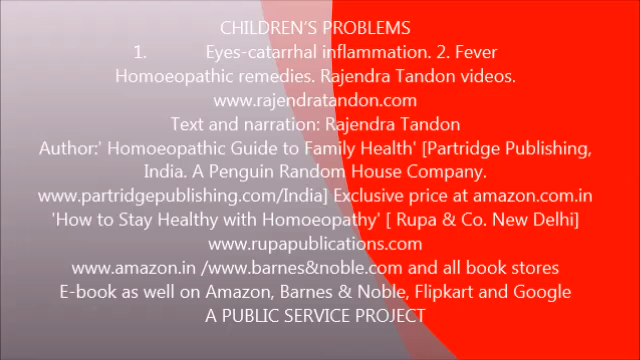 CHILDREN'S PROBLEMS
1. Eyes-catarrhal inflammation. 2. Fever
Homoeopathic remedies. Rajendra Tandon videos.
www.rajendratandon.com
Text and narration: Rajendra Tandon
Author:' Homoeopathic Guide to Family Health' [Partridge Publishing,
India. A Penguin Random House Company.
www.partridgepublishing.com/India] Exclusive price at amazon.com.in
'How to Stay Healthy with Homoeopathy' [ Rupa & Co. New Delhi]
www.rupapublications.com
www.amazon.in /www.barnes&noble.com and all book stores
E-book as well on Amazon, Barnes & Noble, Flipkart and Google
A PUBLIC SERVICE PROJECT